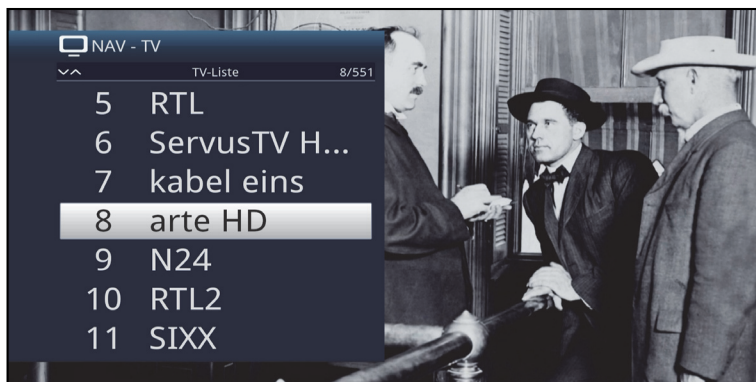 NAV - TV
TV-Liste 8/551
5 RTL
6 ServusTV H...
7 kabel eins
8 arte HD
9 N24
10 RTL2
11 SIXX